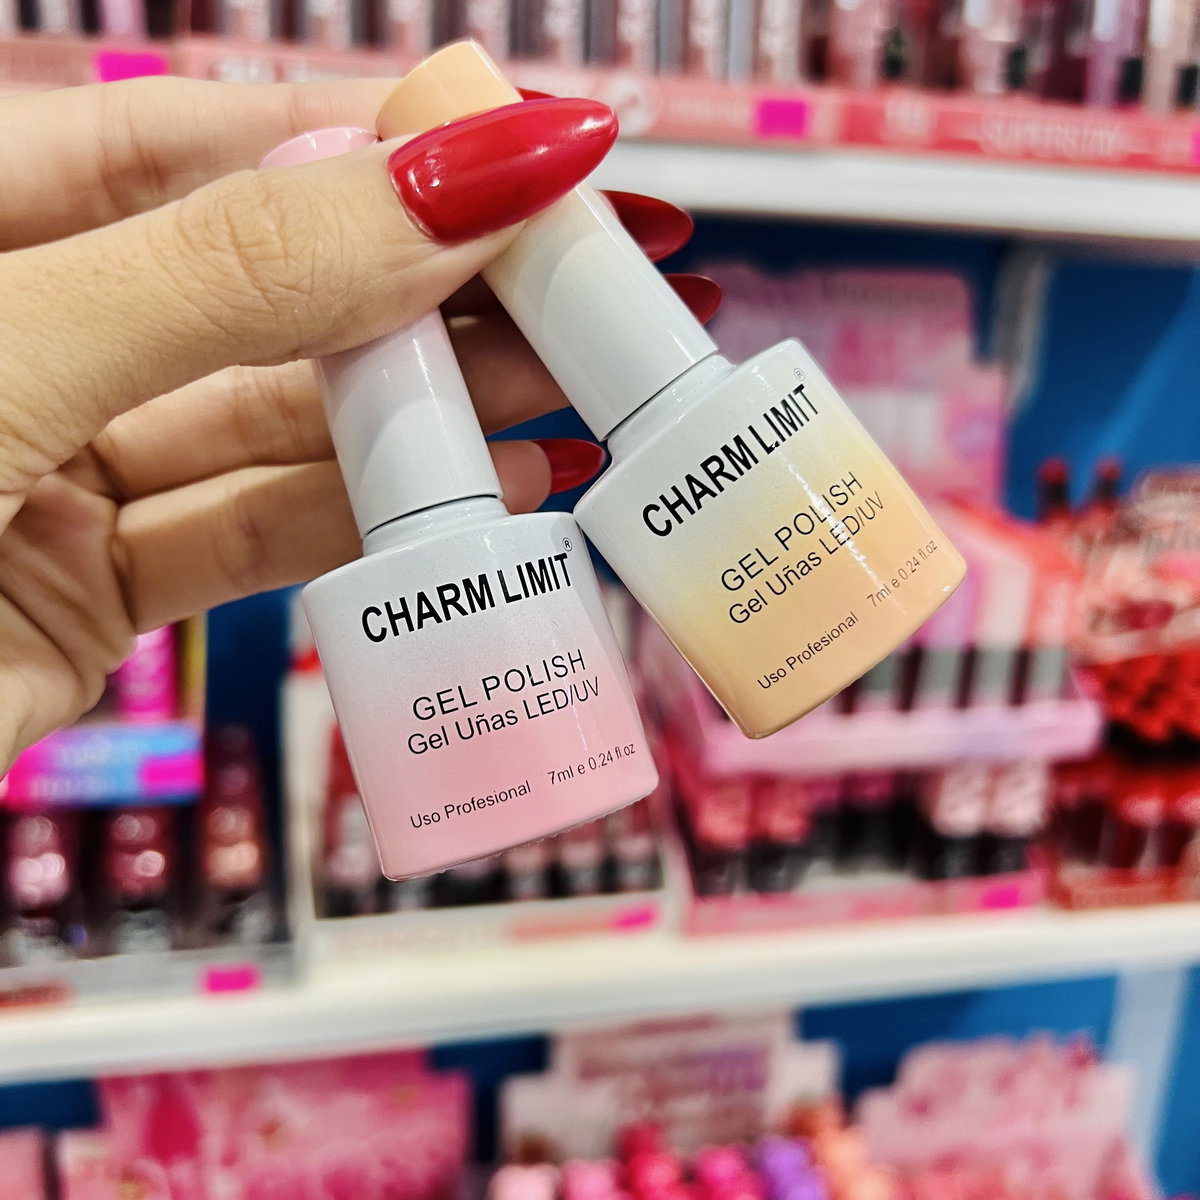 CHARM LIMIT®
GEL POLISH
Gel Uñas LED/UV
Uso Profesional 7ml e 0.24 fl.oz
CHARM LIMIT®
GEL POLISH
Gel Uñas LED/UV
Uso Profesional 7ml e 0.24 fl.oz